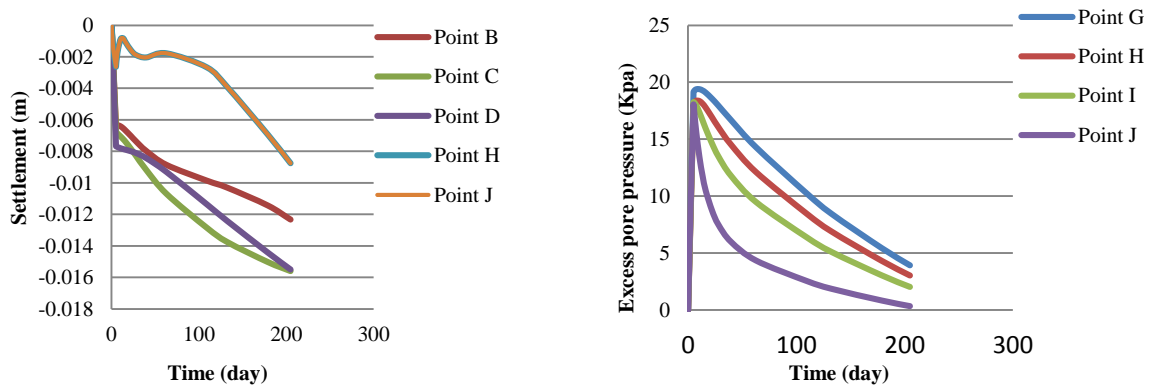 0
-0.002
-0.004
-0.006
-0.008
-0.01
-0.012
-0.014
-0.016
-0.018
Settlement (m)
0 100 200 300
Time (day)
Point B
Point C
Point D
Point H
Point J
25
20
15
10
5
0
Excess pore pressure (Kpa)
0 100 200 300
Time (day)
Point G
Point H
Point I
Point J